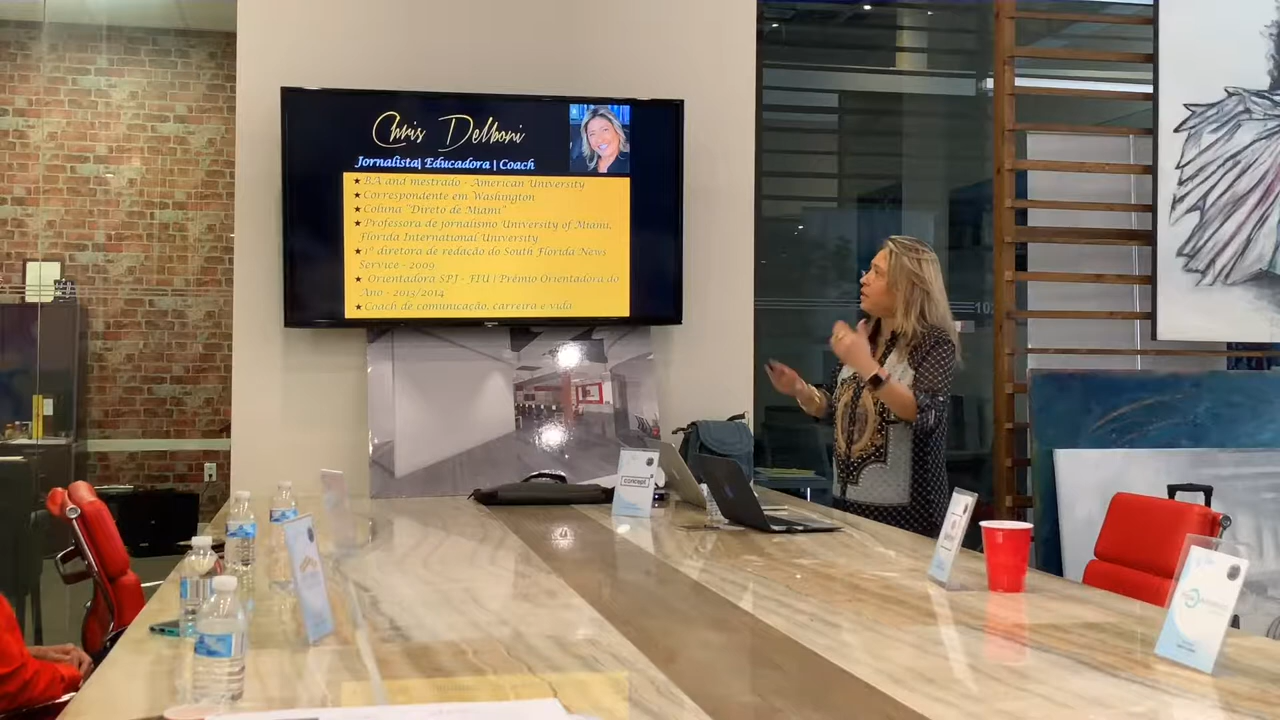 Chris Delboni
Jornalista| Educadora | Coach
★ BA and mestrado - American University
★ Correspondente em Washington
★ Coluna "Direto de Miami"
★ Professora de jornalismo University of Miami,
Florida International University
★ 1ª diretora de redação do South Florida News
Service - 2009
★ Orientadora SPJ - FIU | Prêmio Orientadora do
Ano - 2013/2014
★ Coach de comunicação, carreira e vida
concept
102